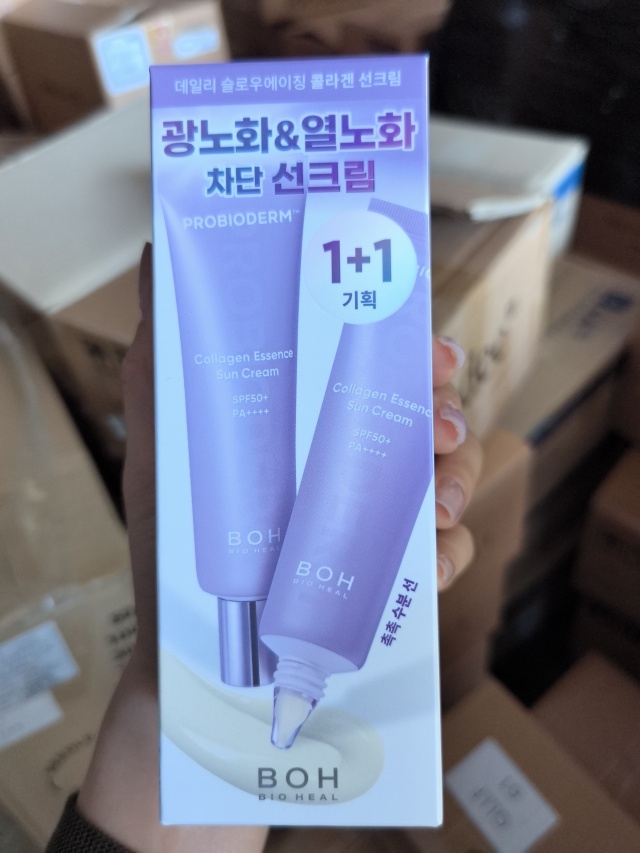 데일리 슬로우에이징 콜라겐 선크림
광노화&열노화
차단 선크림
PROBIODERM™
1+1
기획
Collagen Essence
Sun Cream
SPF50+
PA++++
BOH
BIO HEAL
Collagen Essenc
Sun Cream
SPF50+
PA++++
BOH
BIO HEAL
촉촉 수분 선
BOH
BIO HEAL